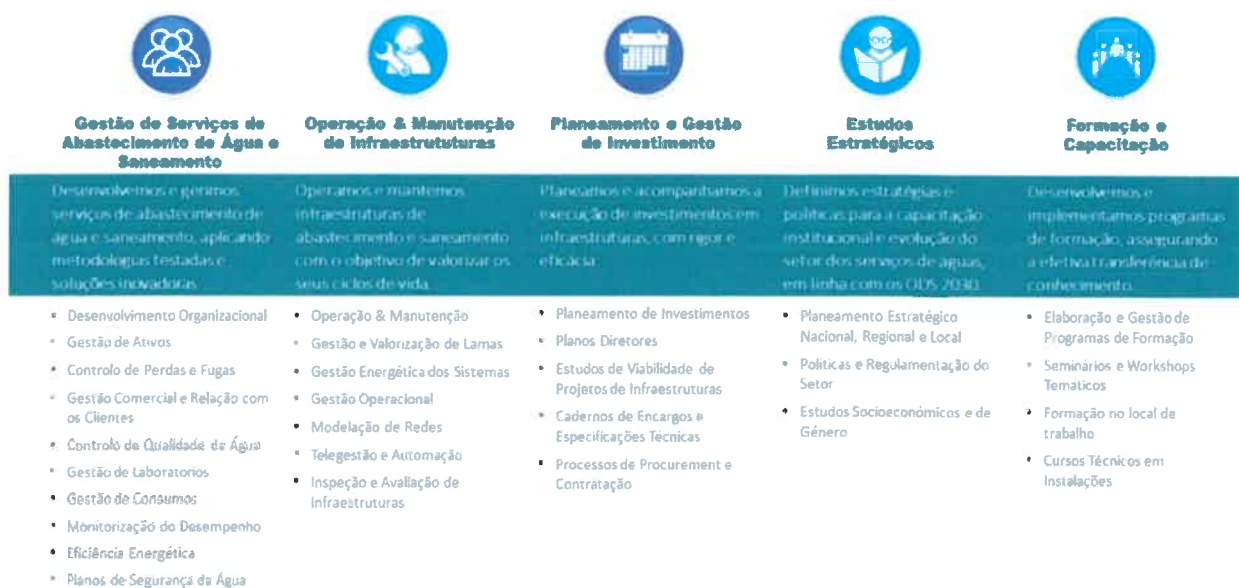 Gestão de Serviços de
Abastecimento de Água e
Saneamento
Desenvolvemos e gerimos
serviços de abastecimento de
água e saneamento, aplicando
metodologias testadas e
soluções inovadoras
• Desenvolvimento Organizacional
• Gestão de Ativos
• Controlo de Perdas e Fugas
• Gestão Comercial e Relação com
os Clientes
• Controlo da Qualidade da Água
• Gestão de Laboratorios
• Gestão de Consumos
• Monitorização do Desempenho
• Eficiência Energética
• Planos de Segurança da Água
Operação & Manutenção
de Infraestrututuras
Operamos e mantemos
infraestruturas de
abastecimento e saneamento
com o objetivo de valorizar os
seus ciclos de vida
• Operação & Manutenção
• Gestão e Valorização de Lamas
• Gestão Energética dos Sistemas
• Gestão Operacional
• Modelação de Redes
• Telegestão e Automação
• Inspeção e Avaliação de
Infraestruturas
Planeamento e Gestão
de Investimento
Planeamos e acompanhamos a
execução de investimentos em
infraestruturas, com rigor e
eficácia
• Planeamento de Investimentos
• Planos Diretores
• Estudos de Viabilidade de
Projetos de Infraestruturas
• Cadernos de Encargos e
Especificações Técnicas
• Processos de Procurement e
Contratação
Estudos
Estratégicos
Definimos estratégias e
políticas para a capacitação
institucional e evolução do
setor dos serviços de aguas,
em linha com os ODS 2030
• Planeamento Estratégico
Nacional, Regional e Local
• Politicas e Regulamentação do
Setor
• Estudos Socioeconómicos e de
Género
Formação e
Capacitação
Desenvolvemos e
implementamos programas
de formação, assegurando
a efetiva transferência de
conhecimento.
• Elaboração e Gestão de
Programas de Formação
• Seminários e Workshops
Tematicos
• Formação no local de
trabalho
• Cursos Técnicos em
Instalações